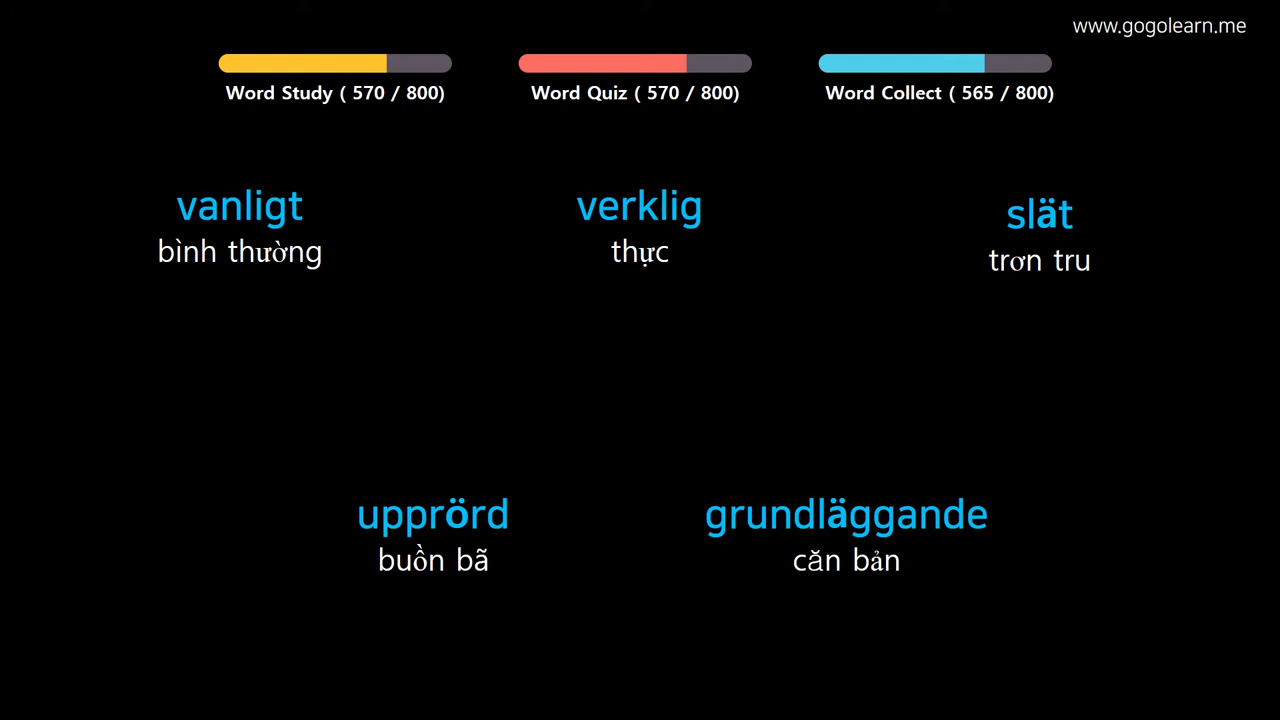 www.gogolearn.me
Word Study ( 570 / 800)
Word Quiz ( 570 / 800)
Word Collect ( 565 / 800)
vanligt
bình thường
verklig
thực
slät
trơn tru
upprörd
buồn bã
grundläggande
căn bản